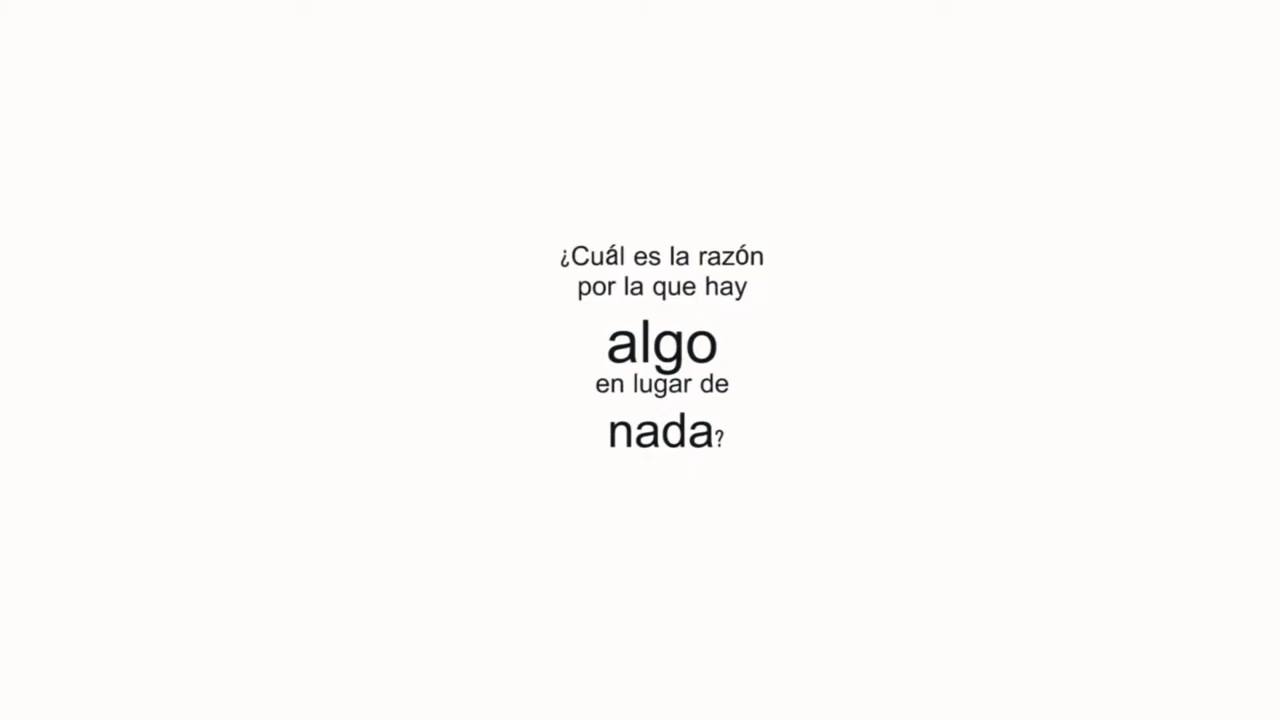 ¿Cuál es la razón
por la que hay
algo
en lugar de
nada?